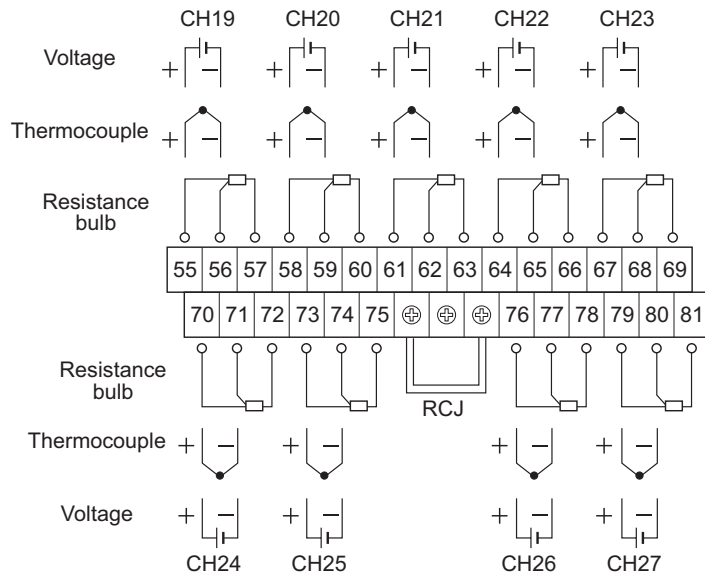 CH19 CH20 CH21 CH22 CH23
Voltage + − + − + − + − + −
Thermocouple + − + − + − + − + −
Resistance
bulb
55 56 57 58 59 60 61 62 63 64 65 66 67 68 69
70 71 72 73 74 75 76 77 78 79 80 81
Resistance
bulb
RCJ
Thermocouple + − + − + − + −
Voltage + − + − + − + −
CH24 CH25 CH26 CH27